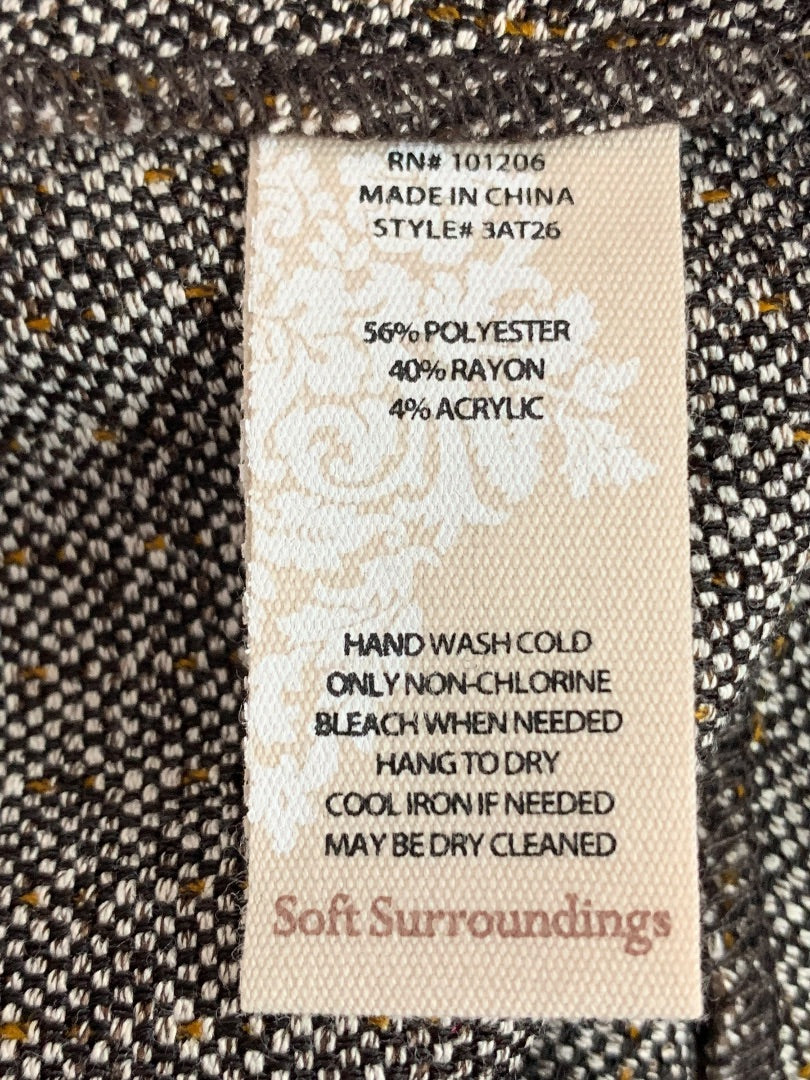 RN# 101206
MADE IN CHINA
STYLE# 3AT26
56% POLYESTER
40% RAYON
4% ACRYLIC
HAND WASH COLD
ONLY NON-CHLORINE
BLEACH WHEN NEEDED
HANG TO DRY
COOL IRON IF NEEDED
MAY BE DRY CLEANED
Soft Surroundings